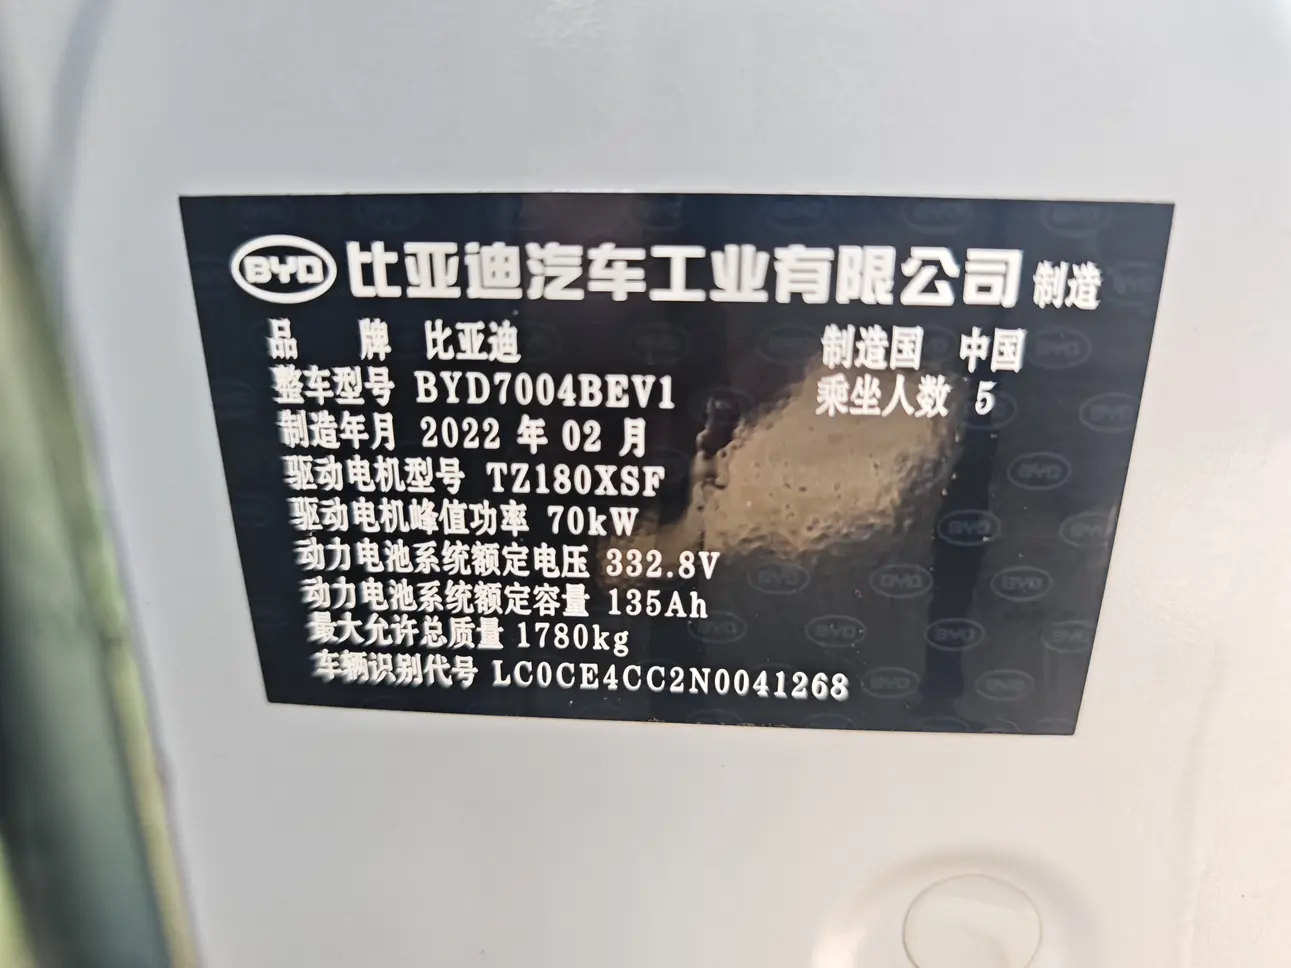 BYD 比亚迪汽车工业有限公司 制造
品 牌 比亚迪 制造国 中国
整车型号 BYD7004BEV1 乘坐人数 5
制造年月 2022 年 02 月
驱动电机型号 TZ180XSF
驱动电机峰值功率 70kW
动力电池系统额定电压 332.8V
动力电池系统额定容量 135Ah
最大允许总质量 1780kg
车辆识别代号 LC0CE4CC2N0041268